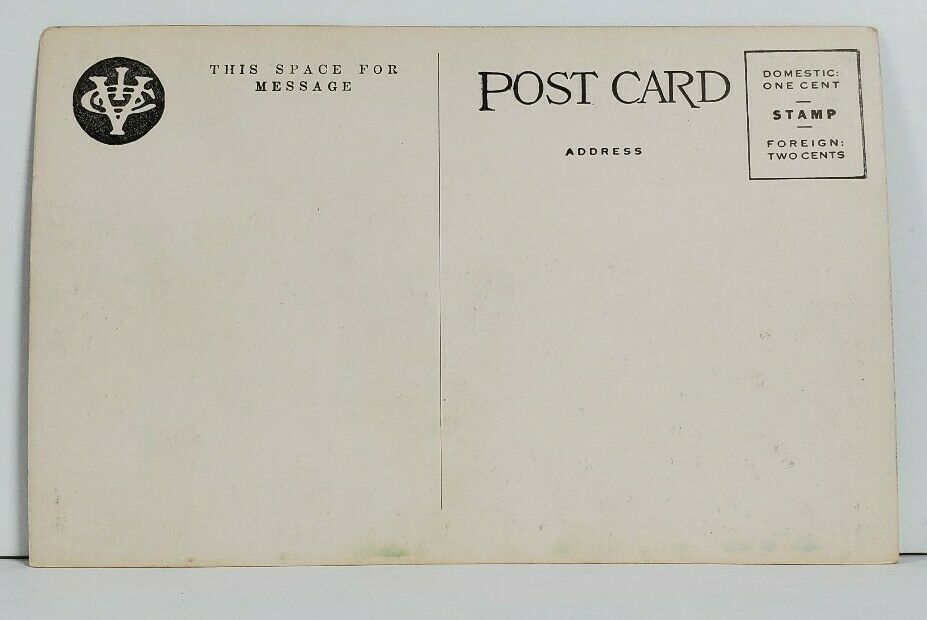 THIS SPACE FOR
MESSAGE
POST CARD
ADDRESS
DOMESTIC:
ONE CENT
STAMP
FOREIGN:
TWO CENTS